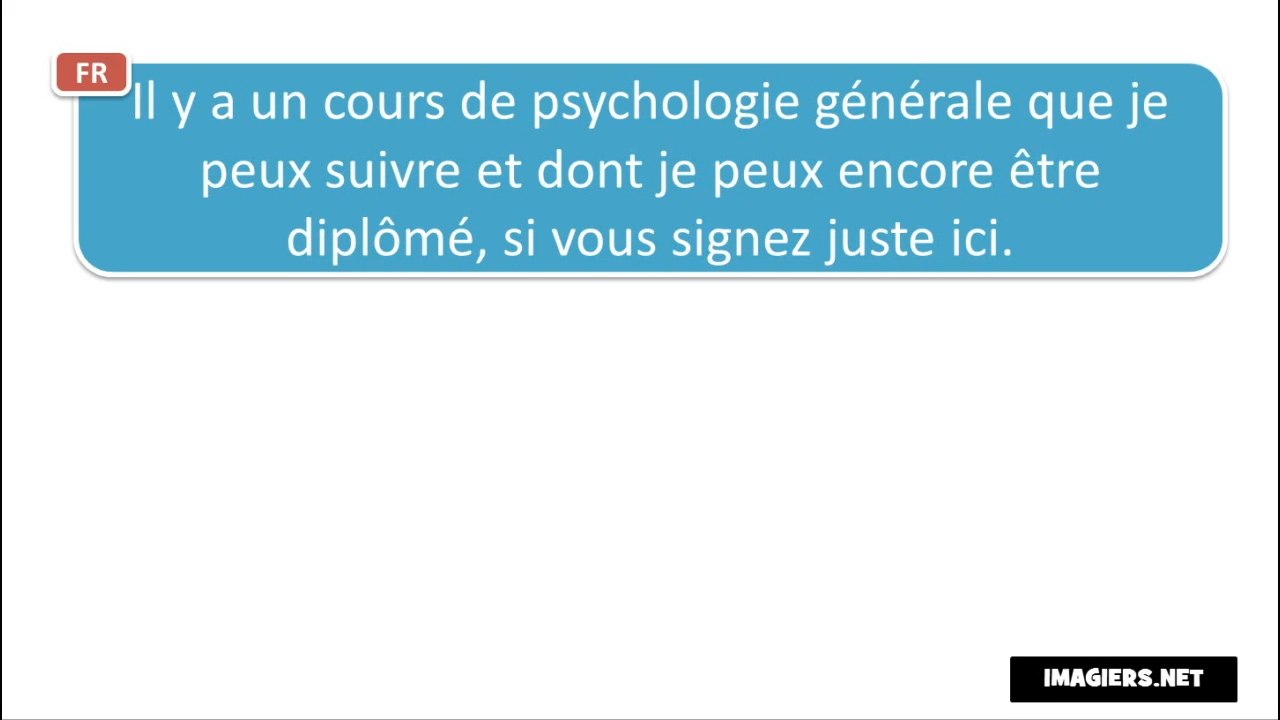 FR
Il y a un cours de psychologie générale que je
peux suivre et dont je peux encore être
diplômé, si vous signez juste ici.
IMAGIERS.NET